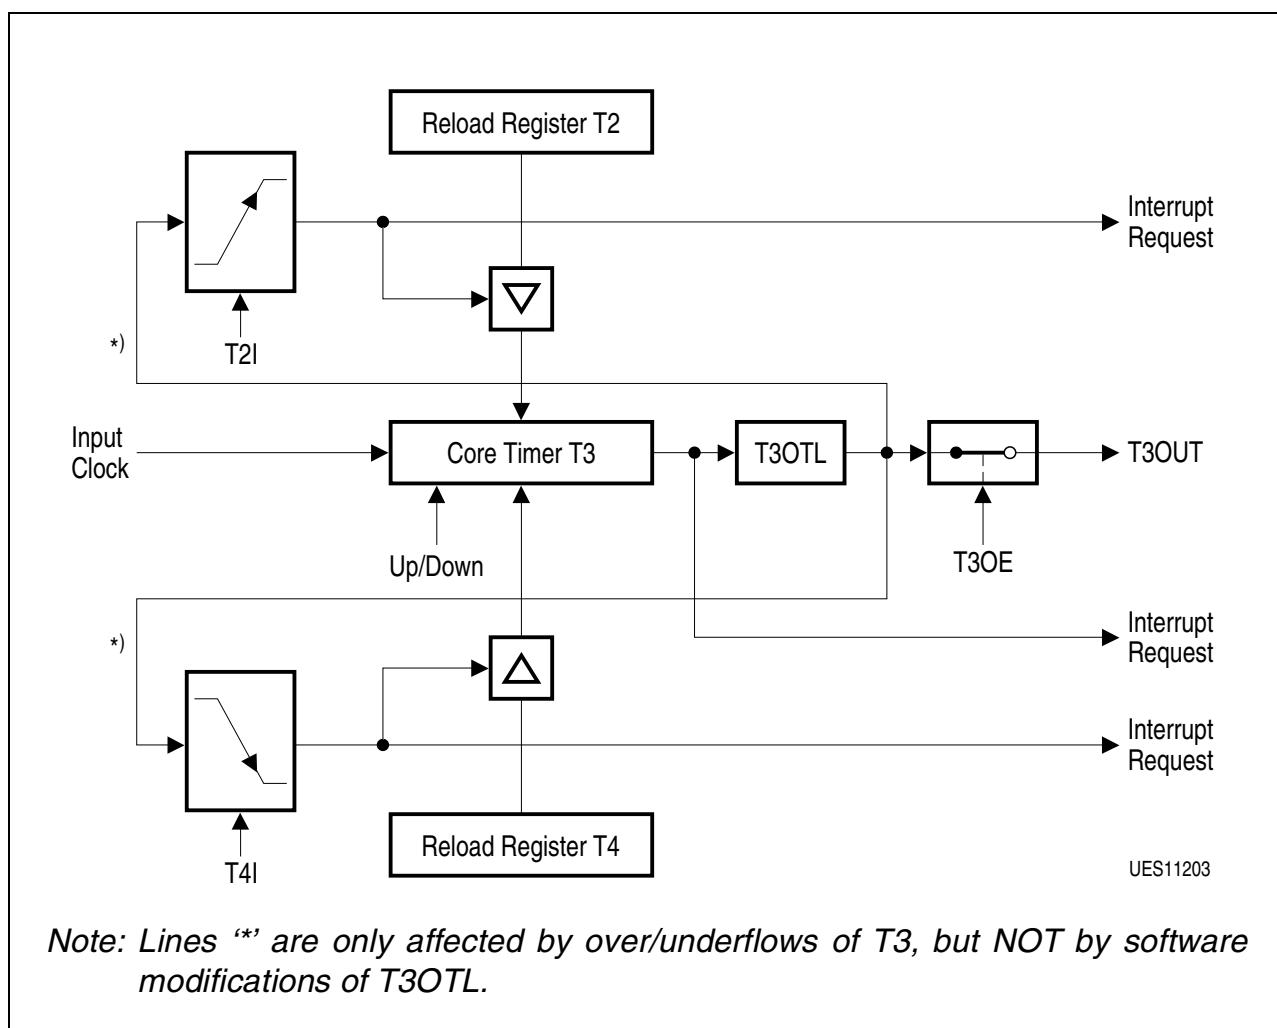 Reload Register T2
Interrupt
Request
*)
T2I
Input
Clock
Core Timer T3
T3OTL
T3OUT
Up/Down
T3OE
*)
Interrupt
Request
Interrupt
Request
Reload Register T4
T4I
UES11203
Note: Lines ‘*’ are only affected by over/underflows of T3, but NOT by software
modifications of T3OTL.